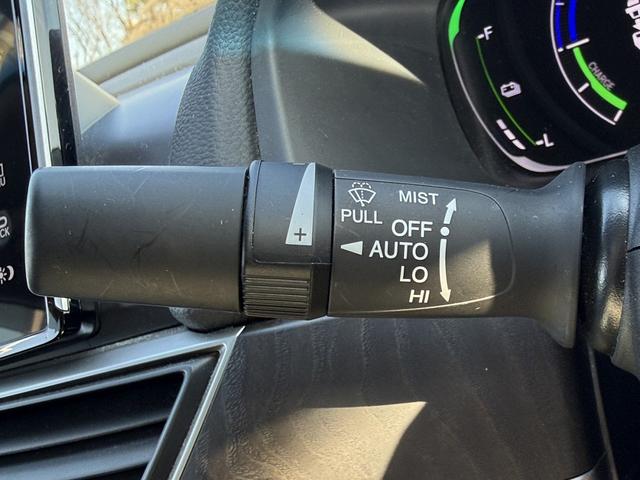 MIST
PULL
OFF
AUTO
LO
HI
+
F
L
CHARGE